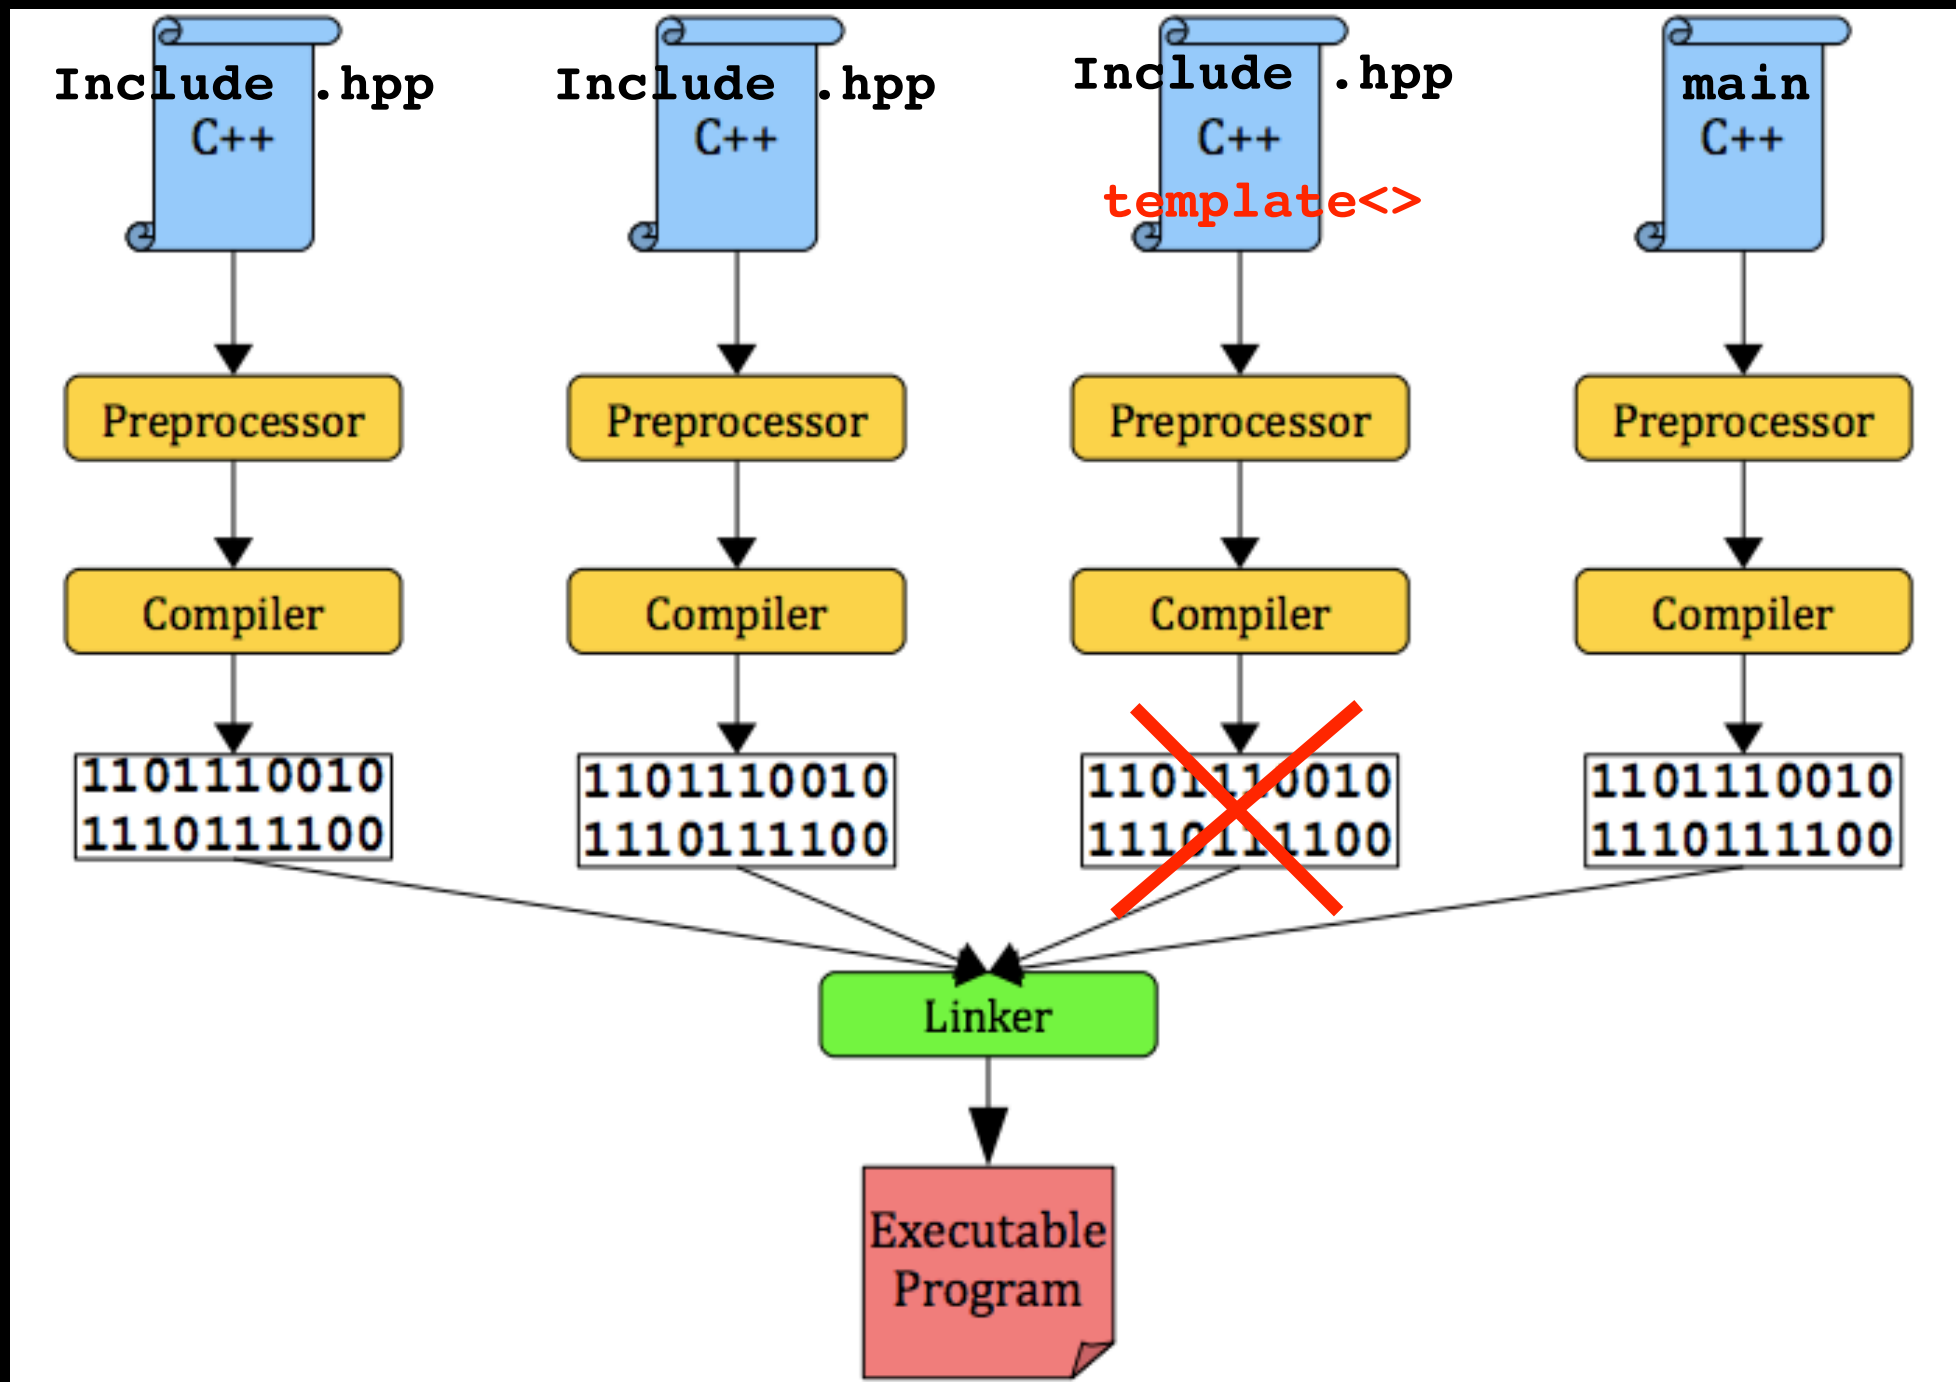 Include .hpp
C++
Include .hpp
C++
Include .hpp
C++
template<>
main
C++
Preprocessor
Preprocessor
Preprocessor
Preprocessor
Compiler
Compiler
Compiler
Compiler
1101110010
1110111100
1101110010
1110111100
1101110010
1110111100
1101110010
1110111100
Linker
Executable
Program